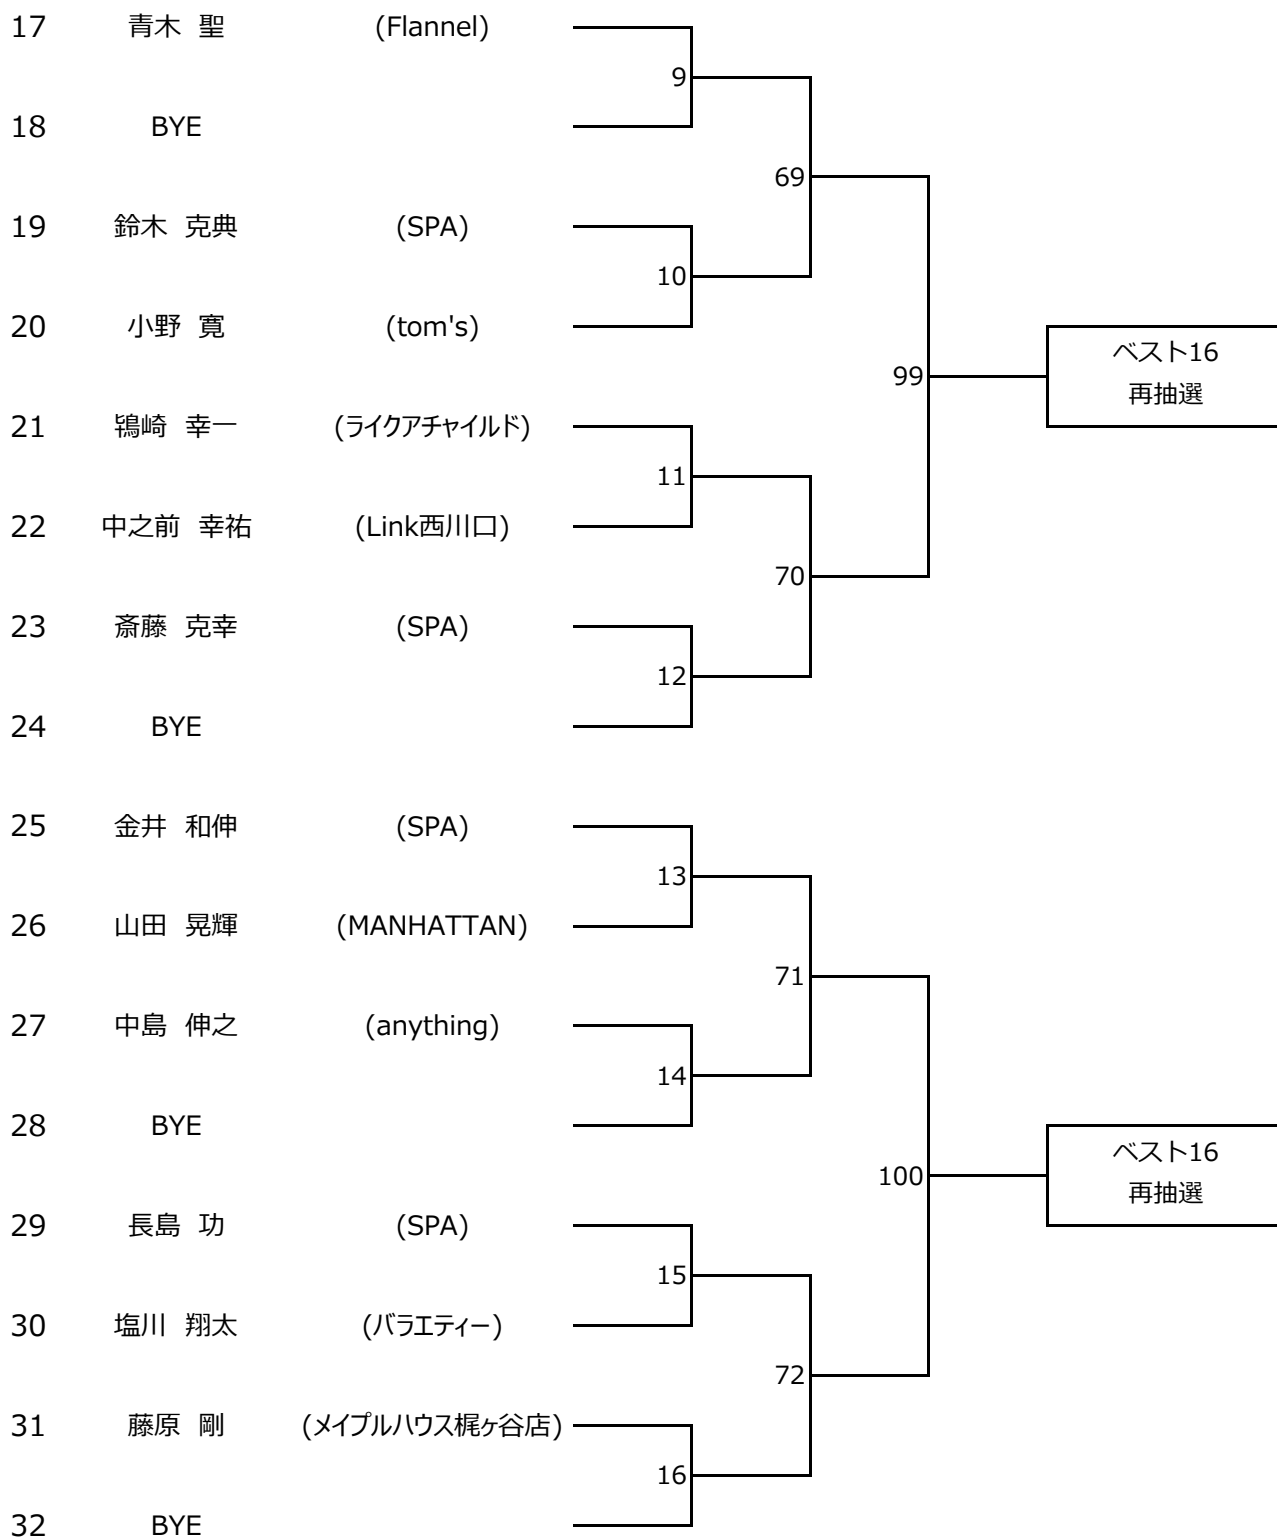 17 青木 聖 (Flannel)
9
18 BYE
69
19 鈴木 克典 (SPA)
10
20 小野 寛 (tom's)
ベスト16
99
再抽選
21 鴇崎 幸一 (ライクアチャイルド)
11
22 中之前 幸祐 (Link西川口)
70
23 斎藤 克幸 (SPA)
12
24 BYE
25 金井 和伸 (SPA)
13
26 山田 晃輝 (MANHATTAN)
71
27 中島 伸之 (anything)
14
28 BYE
ベスト16
100
再抽選
29 長島 功 (SPA)
15
30 塩川 翔太 (バラエティー)
72
31 藤原 剛 (メイプルハウス梶ヶ谷店)
16
32 BYE